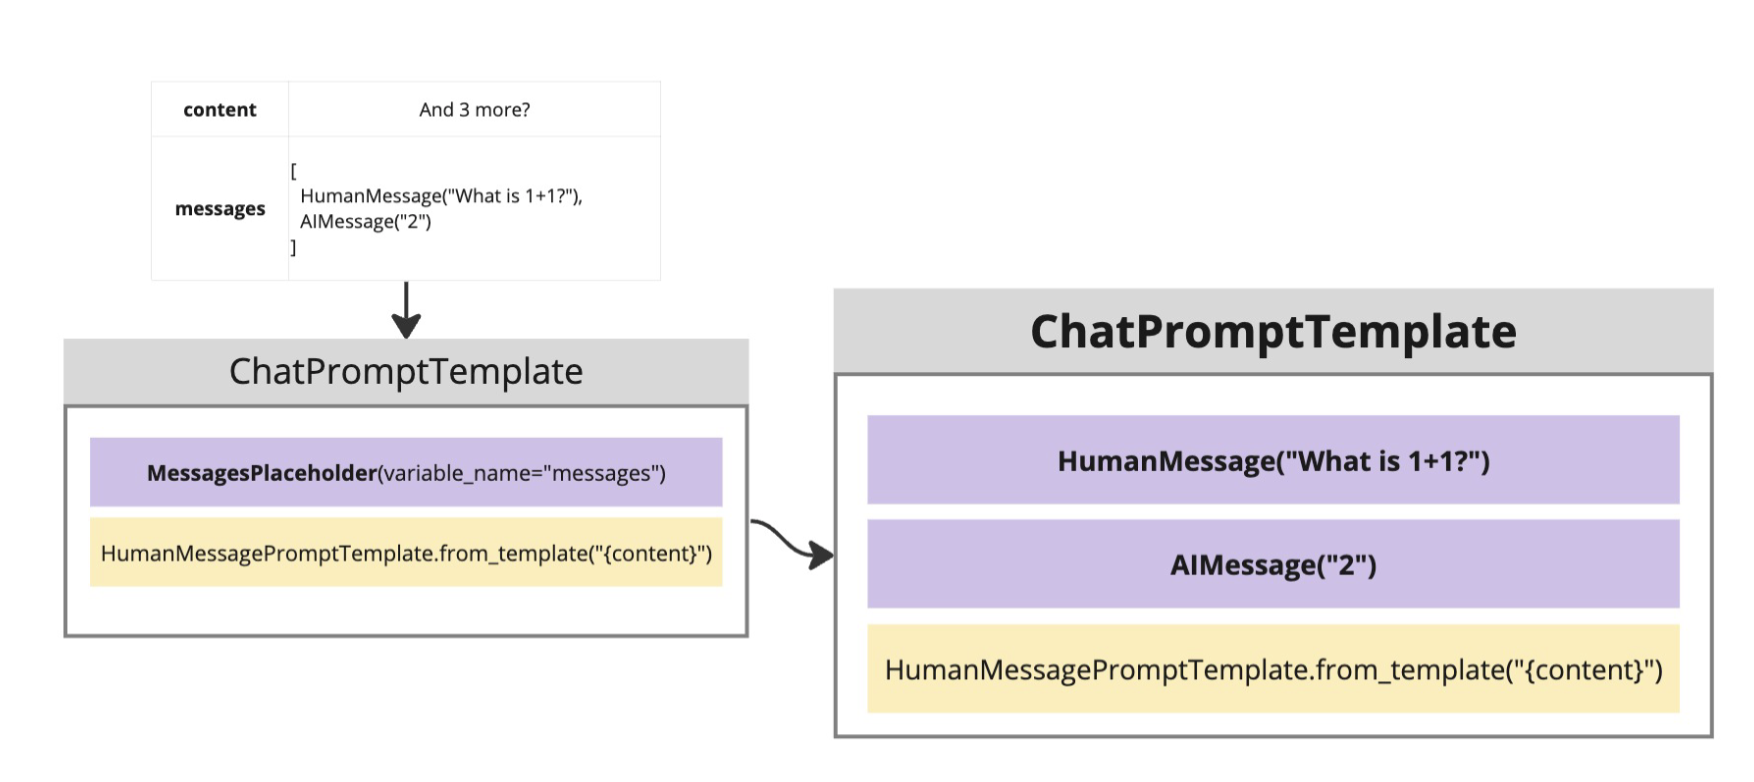 content
And 3 more?
messages
[
HumanMessage("What is 1+1?"),
AIMessage("2")
]
ChatPromptTemplate
MessagesPlaceholder(variable_name="messages")
HumanMessagePromptTemplate.from_template("{content}")
ChatPromptTemplate
HumanMessage("What is 1+1?")
AIMessage("2")
HumanMessagePromptTemplate.from_template("{content}")